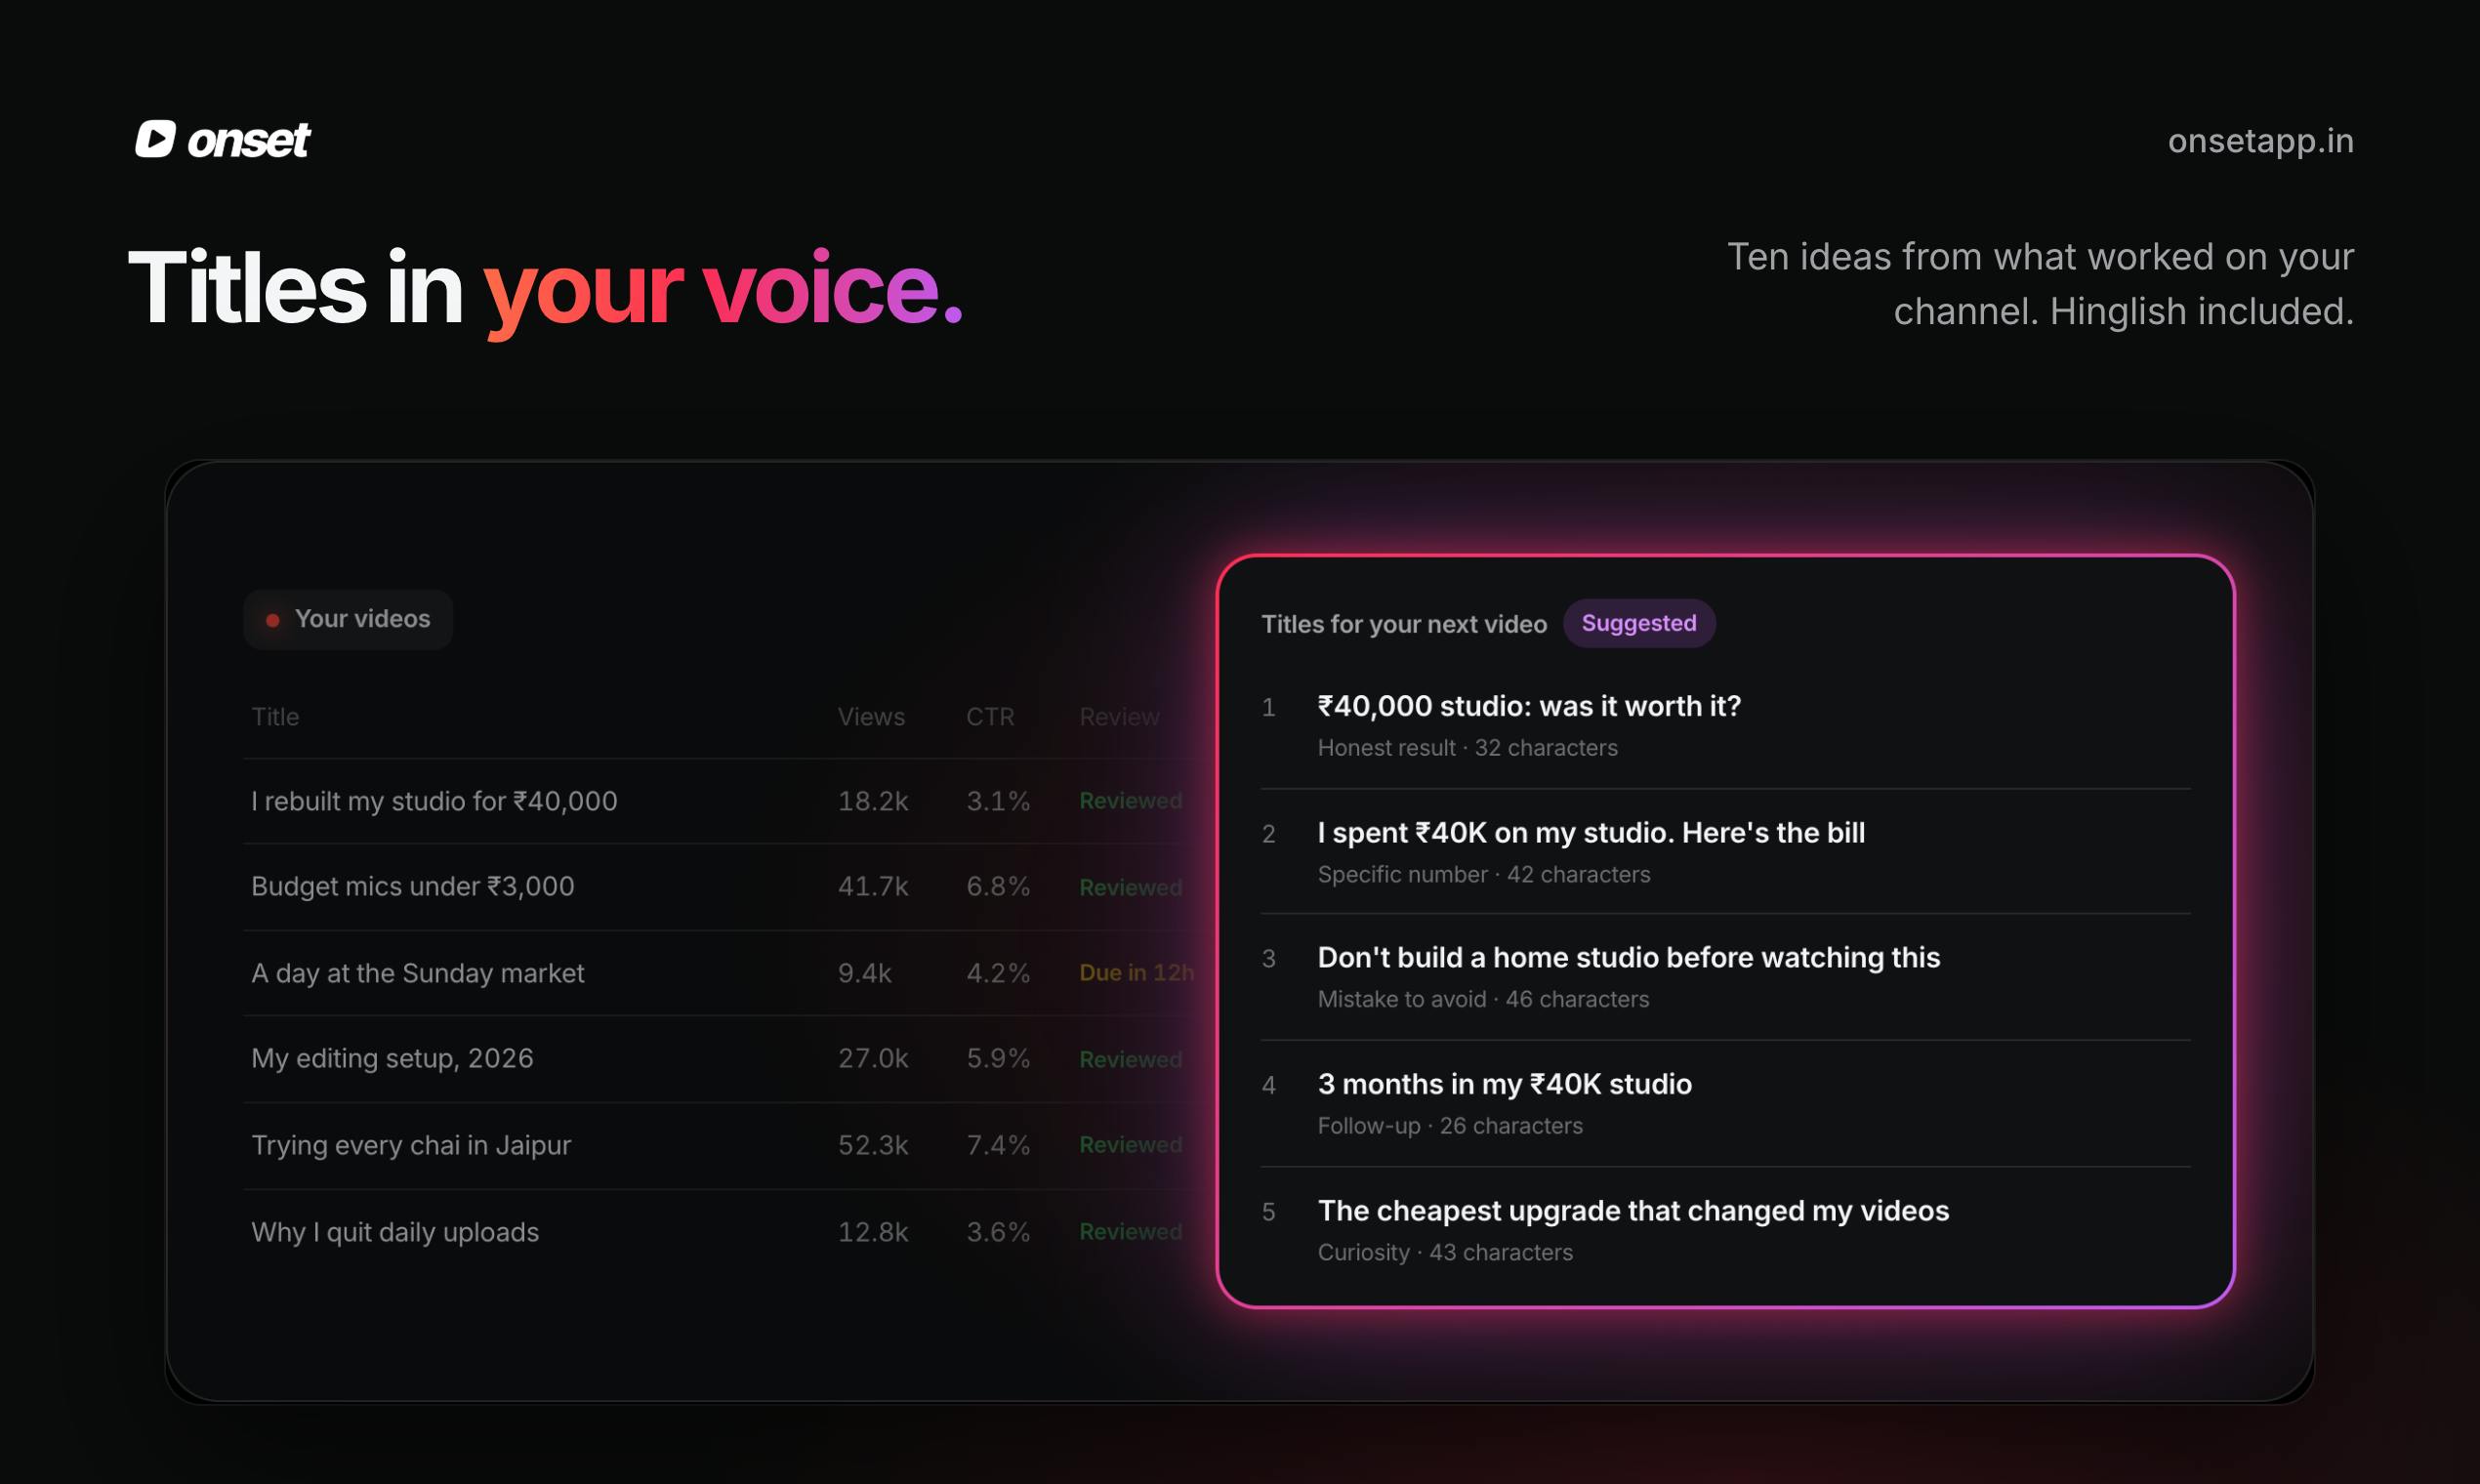 onset
onsetapp.in
Titles in your voice.
Ten ideas from what worked on your
channel. Hinglish included.
Your videos
Title Views CTR Review
I rebuilt my studio for ₹40,000 18.2k 3.1% Reviewed
Budget mics under ₹3,000 41.7k 6.8% Reviewed
A day at the Sunday market 9.4k 4.2% Due in 12h
My editing setup, 2026 27.0k 5.9% Reviewed
Trying every chai in Jaipur 52.3k 7.4% Reviewed
Why I quit daily uploads 12.8k 3.6% Reviewed
Titles for your next video Suggested
1 ₹40,000 studio: was it worth it?
Honest result · 32 characters
2 I spent ₹40K on my studio. Here's the bill
Specific number · 42 characters
3 Don't build a home studio before watching this
Mistake to avoid · 46 characters
4 3 months in my ₹40K studio
Follow-up · 26 characters
5 The cheapest upgrade that changed my videos
Curiosity · 43 characters